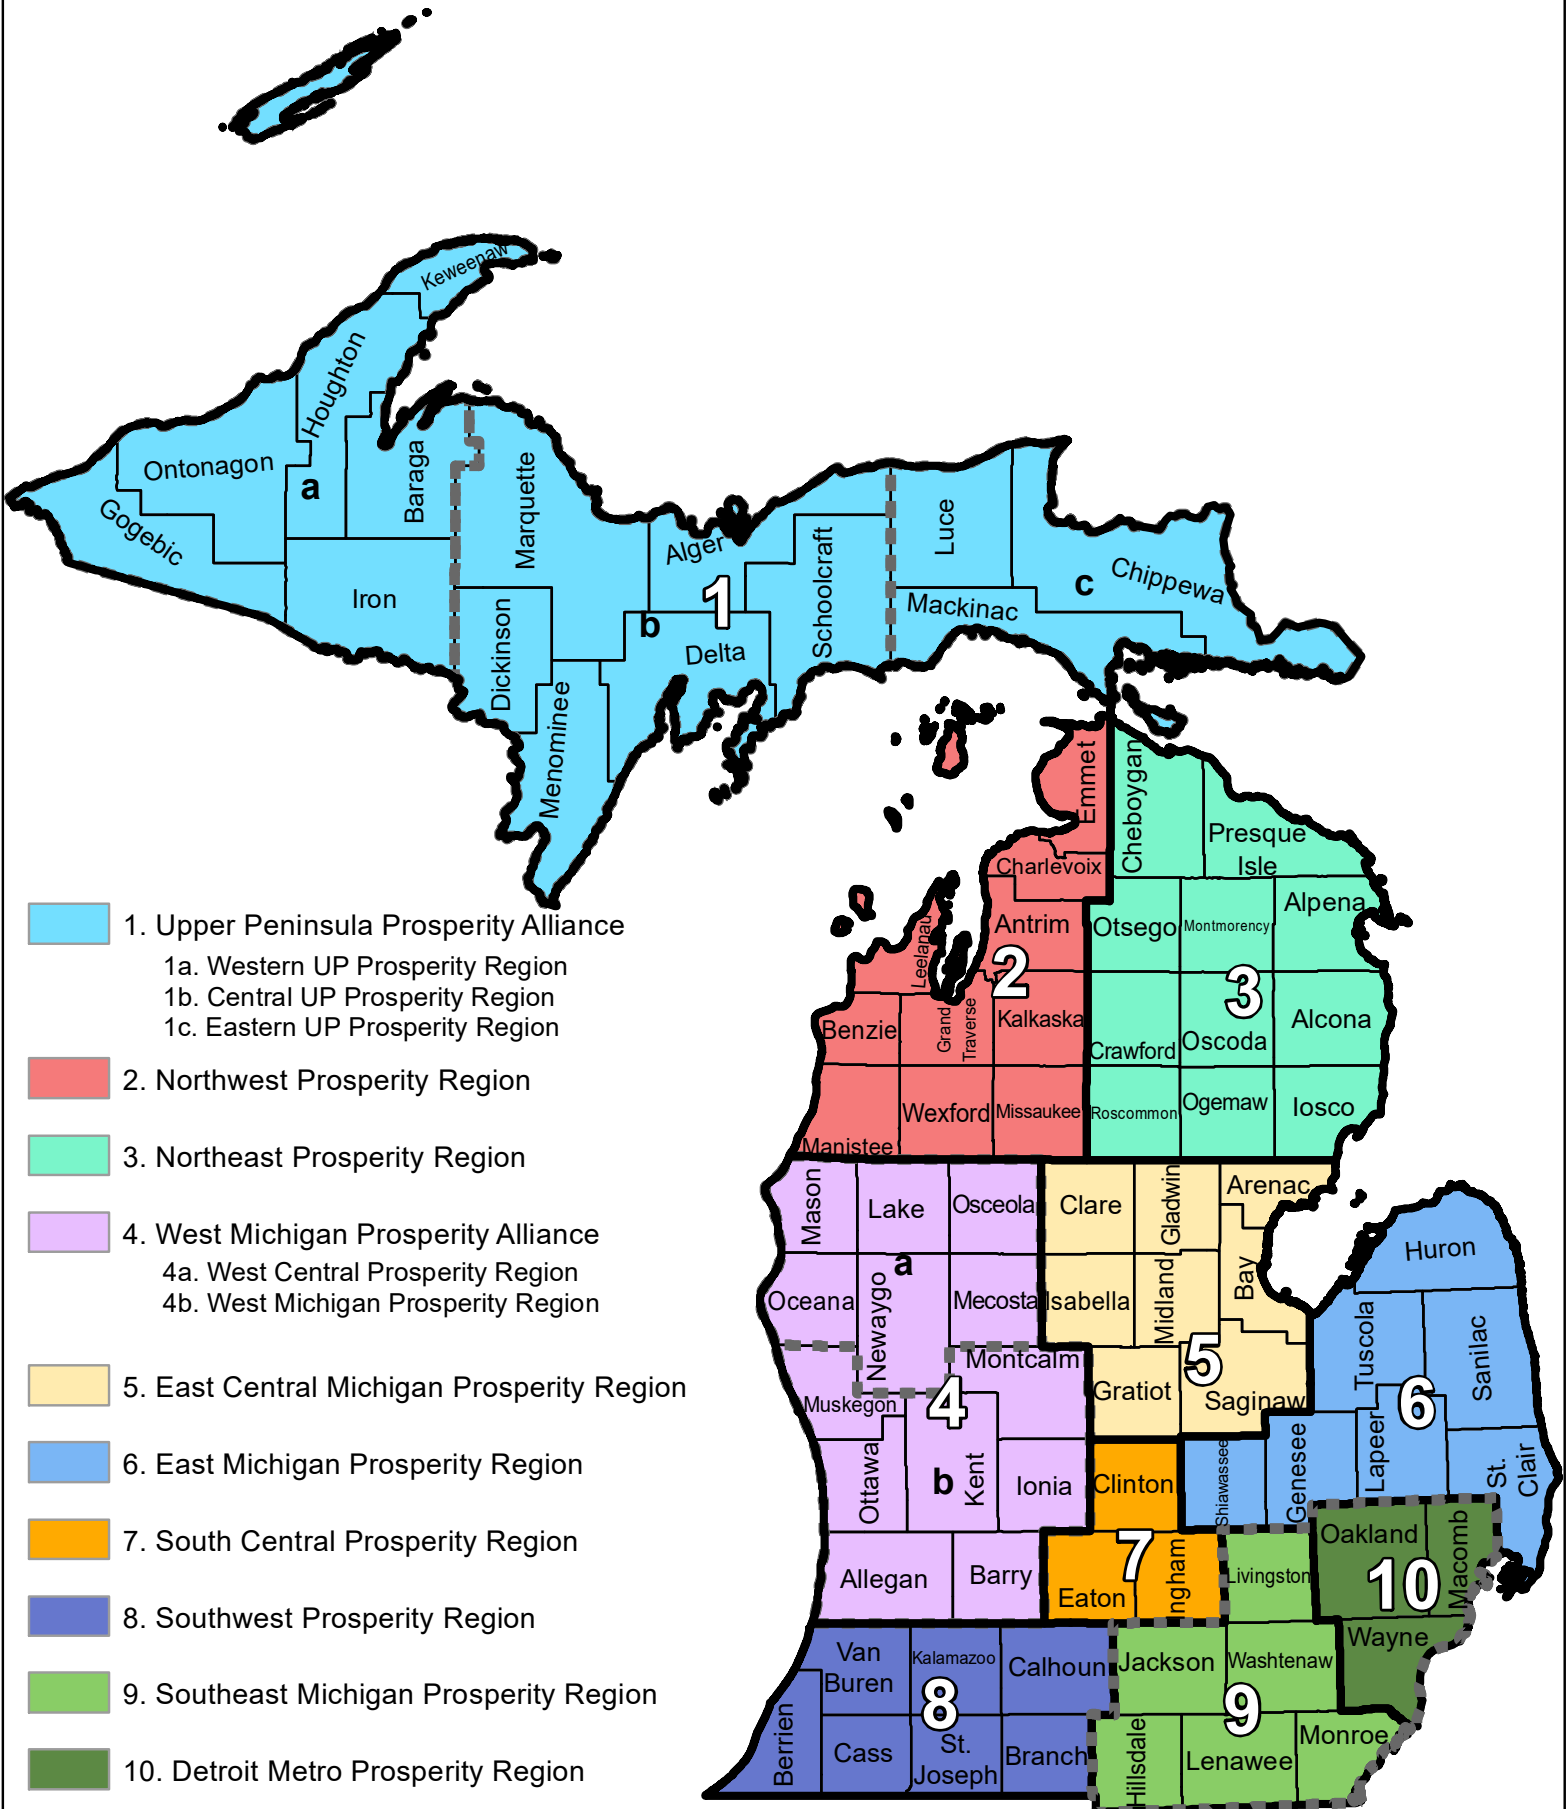 Keweenaw
Houghton
Ontonagon
Baraga
a
Gogebic
Marquette
Iron
Alger
Luce
Schoolcraft
Chippewa
c
Mackinac
1
b
Dickinson
Delta
Menominee
Emmet
Cheboygan
Presque
Isle
Charlevoix
Alpena
Antrim
Otsego
Montmorency
Leelanau
2
3
Benzie
Grand
Traverse
Kalkaska
Crawford
Oscoda
Alcona
Manistee
Wexford
Missaukee
Roscommon
Ogemaw
Iosco
Mason
Lake
Osceola
Clare
Gladwin
Arenac
Huron
a
Oceana
Newaygo
Mecosta
Isabella
Midland
Bay
Tuscola
Sanilac
Montcalm
5
Muskegon
4
Gratiot
Saginaw
6
Ottawa
b
Kent
Ionia
Clinton
Shiawassee
Genesee
Lapeer
St.
Clair
Allegan
Barry
7
Eaton
Ingham
Livingston
Oakland
Macomb
10
Wayne
Van
Buren
Kalamazoo
Calhoun
Jackson
Washtenaw
8
9
Berrien
Cass
St.
Joseph
Branch
Hillsdale
Lenawee
Monroe
1. Upper Peninsula Prosperity Alliance
1a. Western UP Prosperity Region
1b. Central UP Prosperity Region
1c. Eastern UP Prosperity Region
2. Northwest Prosperity Region
3. Northeast Prosperity Region
4. West Michigan Prosperity Alliance
4a. West Central Prosperity Region
4b. West Michigan Prosperity Region
5. East Central Michigan Prosperity Region
6. East Michigan Prosperity Region
7. South Central Prosperity Region
8. Southwest Prosperity Region
9. Southeast Michigan Prosperity Region
10. Detroit Metro Prosperity Region